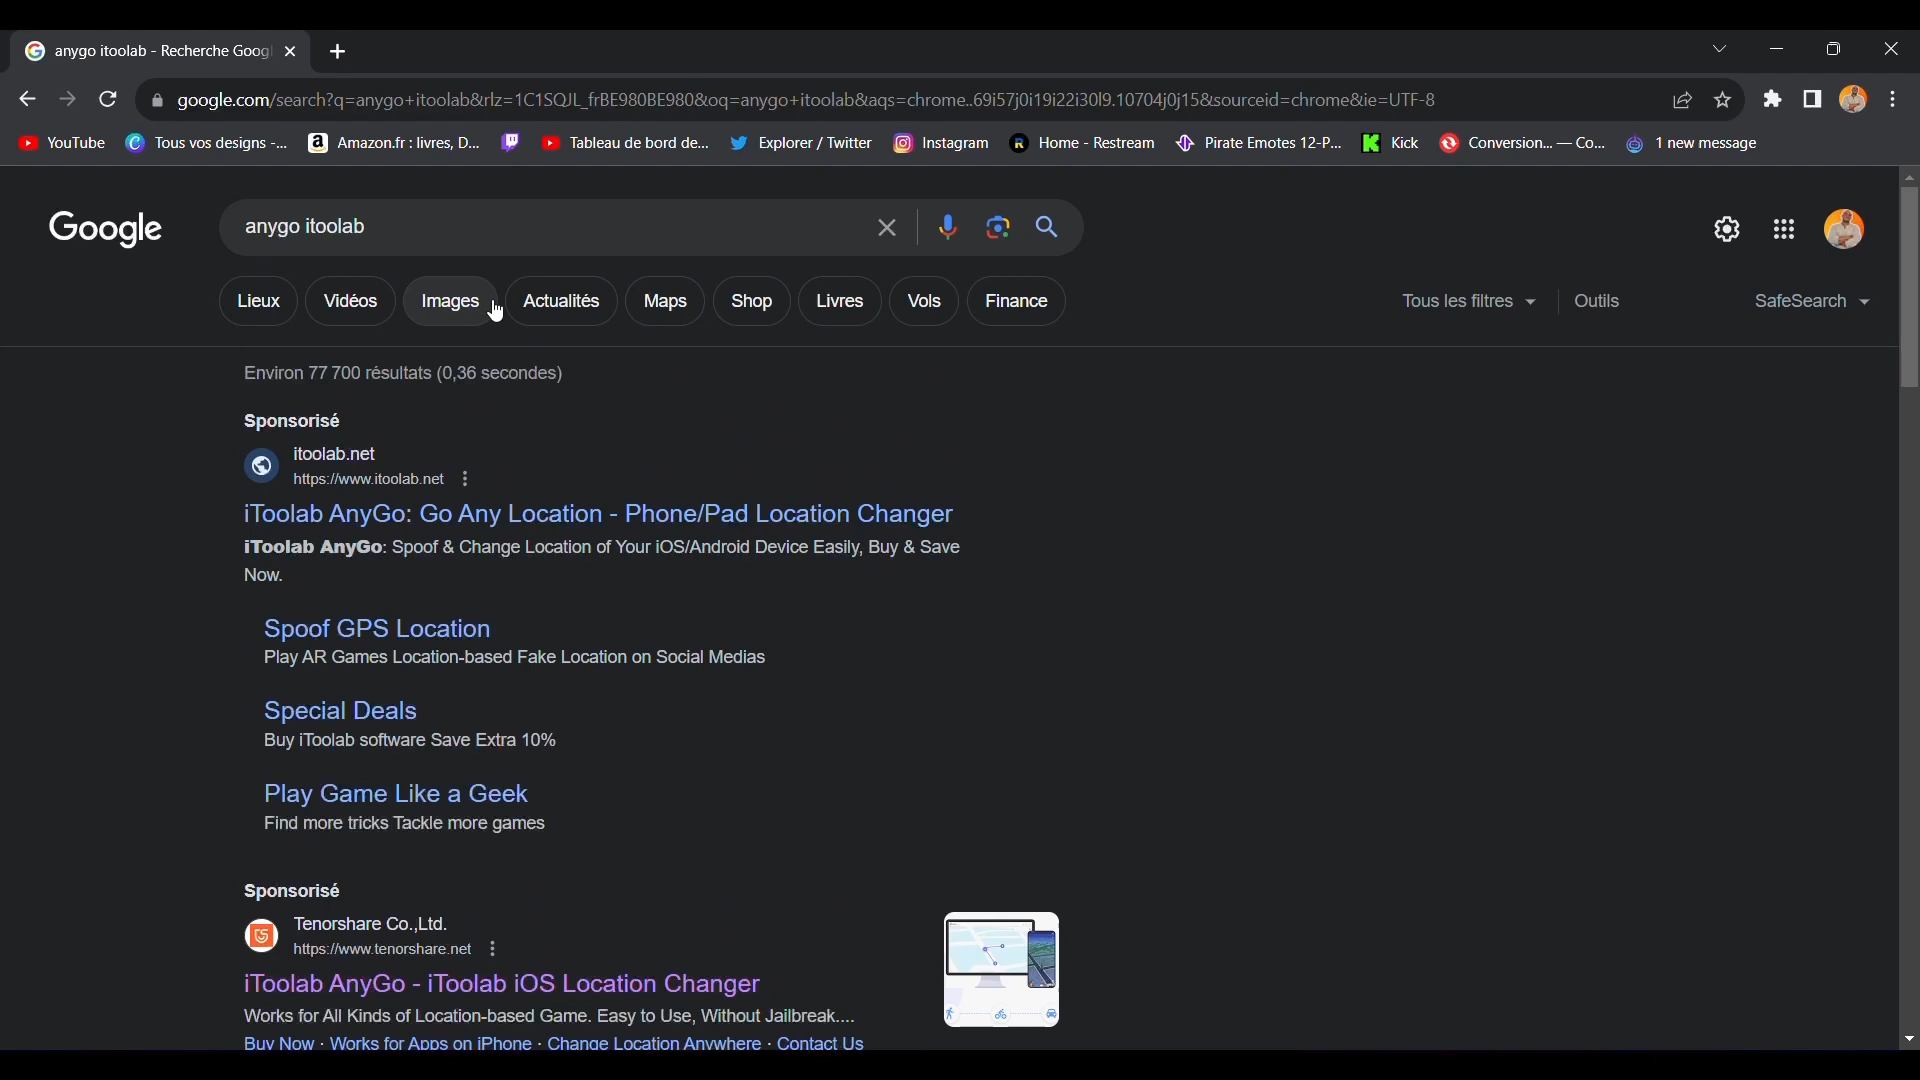 anygo itoolab - Recherche Googl
google.com/search?q=anygo+itoolab&rlz=1C1SQJL_frBE980BE980&oq=anygo+itoolab&aqs=chrome..69i57j0i19i22i30l9.10704j0j15&sourceid=chrome&ie=UTF-8
YouTube Tous vos designs -... Amazon.fr : livres, D... Tableau de bord de... Explorer / Twitter Instagram Home - Restream Pirate Emotes 12-P... Kick Conversion... — Co... 1 new message
Google anygo itoolab
Lieux Vidéos Images Actualités Maps Shop Livres Vols Finance Tous les filtres Outils SafeSearch
Environ 77 700 résultats (0,36 secondes)
Sponsorisé
itoolab.net
https://www.itoolab.net
iToolab AnyGo: Go Any Location - Phone/Pad Location Changer
iToolab AnyGo: Spoof & Change Location of Your iOS/Android Device Easily, Buy & Save
Now.
Spoof GPS Location
Play AR Games Location-based Fake Location on Social Medias
Special Deals
Buy iToolab software Save Extra 10%
Play Game Like a Geek
Find more tricks Tackle more games
Sponsorisé
Tenorshare Co.,Ltd.
https://www.tenorshare.net
iToolab AnyGo - iToolab iOS Location Changer
Works for All Kinds of Location-based Game. Easy to Use, Without Jailbreak....
Buy Now · Works for Apps on iPhone · Change Location Anywhere · Contact Us